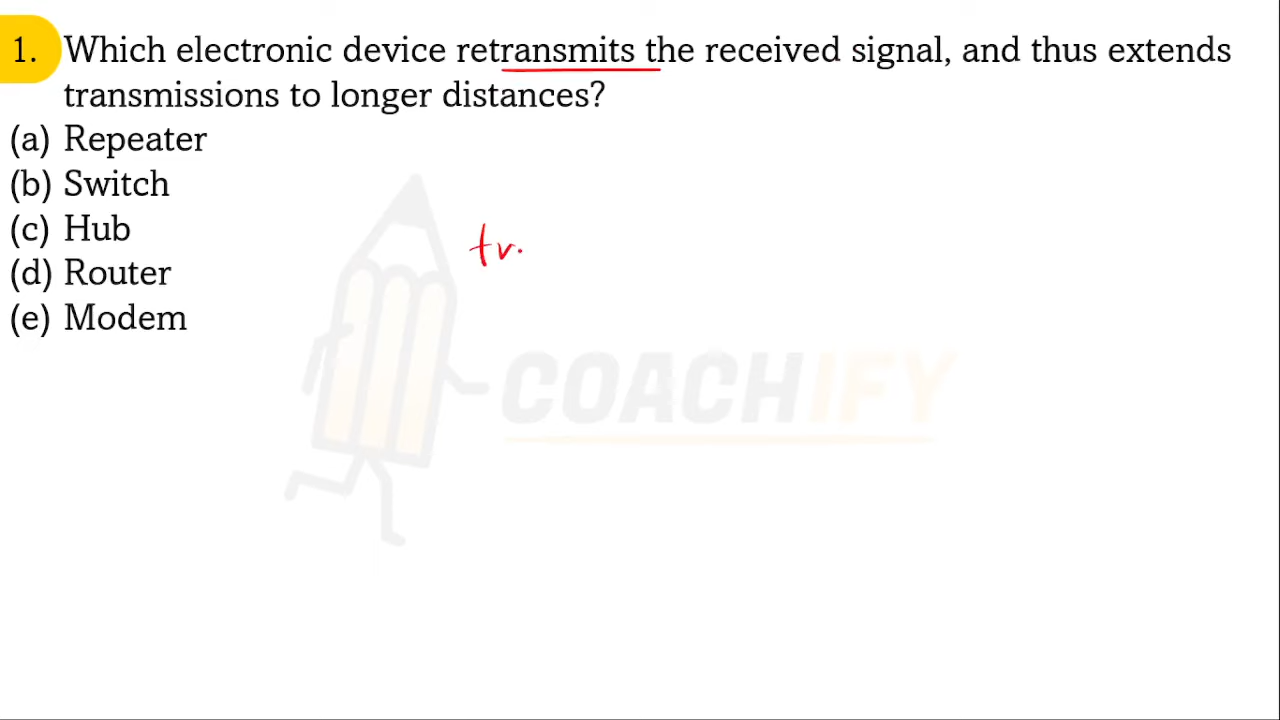 1. Which electronic device retransmits the received signal, and thus extends
transmissions to longer distances?
(a) Repeater
(b) Switch
(c) Hub
(d) Router
(e) Modem
tr.
COACHIFY